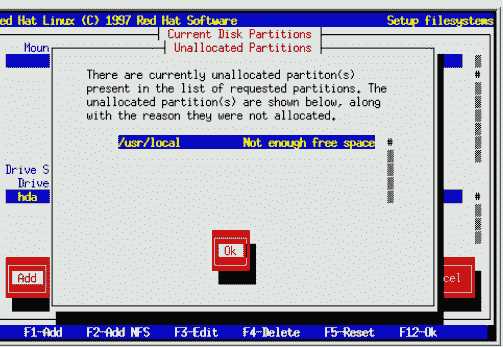 ed Hat Linux (C) 1997 Red Hat Software Setup filesystems
Current Disk Partitions
Moun Unallocated Partitions
There are currently unallocated partiton(s)
present in the list of requested partitions. The
unallocated partition(s) are shown below, along
with the reason they were not allocated.
/usr/local Not enough free space #
Drive S
Drive
hda #
Ok
Add cel
F1-Add F2-Add NFS F3-Edit F4-Delete F5-Reset F12-Ok